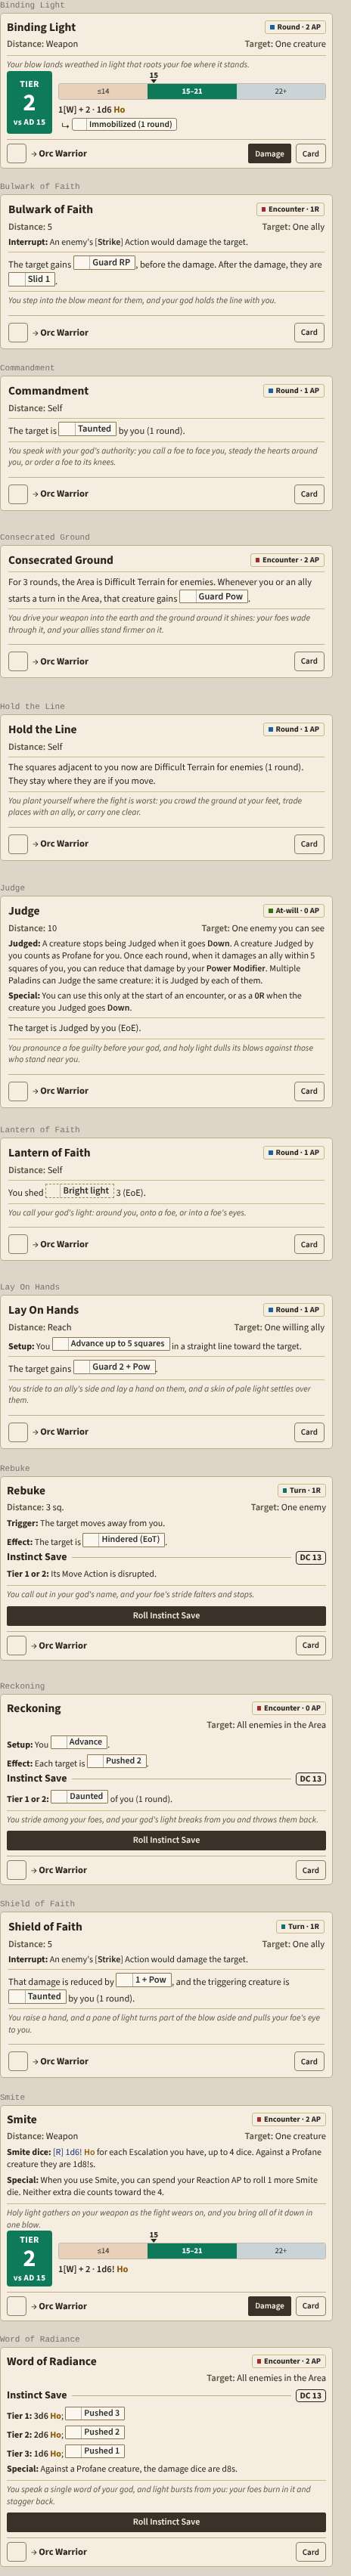 Binding Light
Binding Light
Round · 2 AP
Distance: Weapon
Target: One creature
Your blow lands wreathed in light that roots your foe where it stands.
15
TIER
2
vs AD 15
≤14
15–21
22+
1[W] + 2 · 1d6 Ho
↪ Immobilized (1 round)
→ Orc Warrior
Damage
Card
Bulwark of Faith
Bulwark of Faith
Encounter · 1R
Distance: 5
Target: One ally
Interrupt: An enemy's [Strike] Action would damage the target.
The target gains Guard RP, before the damage. After the damage, they are
Slid 1.
You step into the blow meant for them, and your god holds the line with you.
→ Orc Warrior
Card
Commandment
Commandment
Round · 1 AP
Distance: Self
The target is Taunted by you (1 round).
You speak with your god's authority: you call a foe to face you, steady the hearts around
you, or order a foe to its knees.
→ Orc Warrior
Card
Consecrated Ground
Consecrated Ground
Encounter · 2 AP
For 3 rounds, the Area is Difficult Terrain for enemies. Whenever you or an ally
starts a turn in the Area, that creature gains Guard Pow.
You drive your weapon into the earth and the ground around it shines: your foes wade
through it, and your allies stand firmer on it.
→ Orc Warrior
Card
Hold the Line
Hold the Line
Round · 1 AP
Distance: Self
The squares adjacent to you now are Difficult Terrain for enemies (1 round).
They stay where they are if you move.
You plant yourself where the fight is worst: you crowd the ground at your feet, trade
places with an ally, or carry one clear.
→ Orc Warrior
Card
Judge
Judge
At-will · 0 AP
Distance: 10
Target: One enemy you can see
Judged: A creature stops being Judged when it goes Down. A creature Judged by
you counts as Profane for you. Once each round, when it damages an ally within 5
squares of you, you can reduce that damage by your Power Modifier. Multiple
Paladins can Judge the same creature: it is Judged by each of them.
Special: You can use this only at the start of an encounter, or as a 0R when the
creature you Judged goes Down.
The target is Judged by you (EoE).
You pronounce a foe guilty before your god, and holy light dulls its blows against those
who stand near you.
→ Orc Warrior
Card
Lantern of Faith
Lantern of Faith
Round · 1 AP
Distance: Self
You shed Bright light 3 (EoE).
You call your god's light: around you, onto a foe, or into a foe's eyes.
→ Orc Warrior
Card
Lay On Hands
Lay On Hands
Round · 1 AP
Distance: Reach
Target: One willing ally
Setup: You Advance up to 5 squares in a straight line toward the target.
The target gains Guard 2 + Pow.
You stride to an ally's side and lay a hand on them, and a skin of pale light settles over
them.
→ Orc Warrior
Card
Rebuke
Rebuke
Turn · 1R
Distance: 3 sq.
Target: One enemy
Trigger: The target moves away from you.
Effect: The target is Hindered (EoT).
Instinct Save
DC 13
Tier 1 or 2: Its Move Action is disrupted.
You call out in your god's name, and your foe's stride falters and stops.
Roll Instinct Save
→ Orc Warrior
Card
Reckoning
Reckoning
Encounter · 0 AP
Target: All enemies in the Area
Setup: You Advance.
Effect: Each target is Pushed 2.
Instinct Save
DC 13
Tier 1 or 2: Daunted of you (1 round).
You stride among your foes, and your god's light breaks from you and throws them back.
Roll Instinct Save
→ Orc Warrior
Card
Shield of Faith
Shield of Faith
Turn · 1R
Distance: 5
Target: One ally
Interrupt: An enemy's [Strike] Action would damage the target.
That damage is reduced by 1 + Pow, and the triggering creature is
Taunted by you (1 round).
You raise a hand, and a pane of light turns part of the blow aside and pulls your foe's eye
to you.
→ Orc Warrior
Card
Smite
Smite
Encounter · 2 AP
Distance: Weapon
Target: One creature
Smite dice: [R] 1d6! Ho for each Escalation you have, up to 4 dice. Against a Profane
creature they are 1d8!s.
Special: When you use Smite, you can spend your Reaction AP to roll 1 more Smite
die. Neither extra die counts toward the 4.
Holy light gathers on your weapon as the fight wears on, and you bring all of it down in
one blow.
15
TIER
2
vs AD 15
≤14
15–21
22+
1[W] + 2 · 1d6! Ho
→ Orc Warrior
Damage
Card
Word of Radiance
Word of Radiance
Encounter · 2 AP
Target: All enemies in the Area
Instinct Save
DC 13
Tier 1: 3d6 Ho; Pushed 3
Tier 2: 2d6 Ho; Pushed 2
Tier 3: 1d6 Ho; Pushed 1
Special: Against a Profane creature, the damage dice are d8s.
You speak a single word of your god, and light bursts from you: your foes burn in it and
stagger back.
Roll Instinct Save
→ Orc Warrior
Card